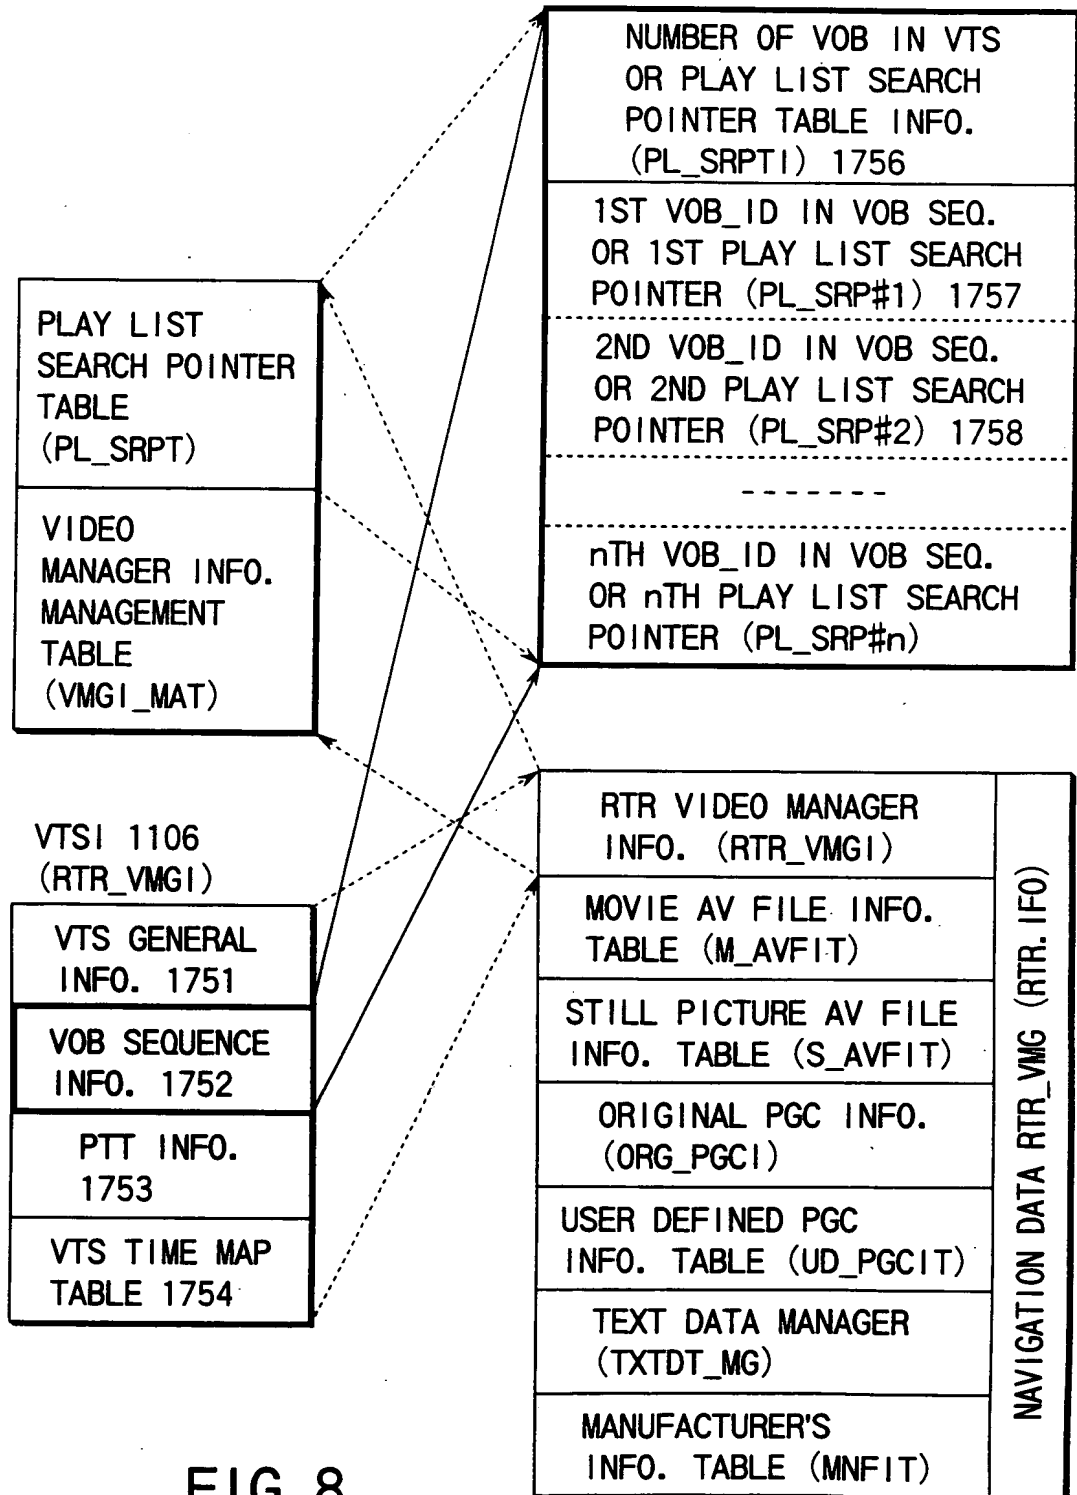 NUMBER OF VOB IN VTS
OR PLAY LIST SEARCH
POINTER TABLE INFO.
(PL_SRPTI) 1756
1ST VOB_ID IN VOB SEQ.
OR 1ST PLAY LIST SEARCH
POINTER (PL_SRP#1) 1757
2ND VOB_ID IN VOB SEQ.
OR 2ND PLAY LIST SEARCH
POINTER (PL_SRP#2) 1758
-------
nTH VOB_ID IN VOB SEQ.
OR nTH PLAY LIST SEARCH
POINTER (PL_SRP#n)
PLAY LIST
SEARCH POINTER
TABLE
(PL_SRPT)
VIDEO
MANAGER INFO.
MANAGEMENT
TABLE
(VMGI_MAT)
VTSI 1106
(RTR_VMGI)
VTS GENERAL
INFO. 1751
VOB SEQUENCE
INFO. 1752
PTT INFO.
1753
VTS TIME MAP
TABLE 1754
RTR VIDEO MANAGER
INFO. (RTR_VMGI)
MOVIE AV FILE INFO.
TABLE (M_AVFIT)
STILL PICTURE AV FILE
INFO. TABLE (S_AVFIT)
ORIGINAL PGC INFO.
(ORG_PGCI)
USER DEFINED PGC
INFO. TABLE (UD_PGCIT)
TEXT DATA MANAGER
(TXTDT_MG)
MANUFACTURER'S
INFO. TABLE (MNFIT)
NAVIGATION DATA RTR_VMG (RTR.IFO)
FIG. 8